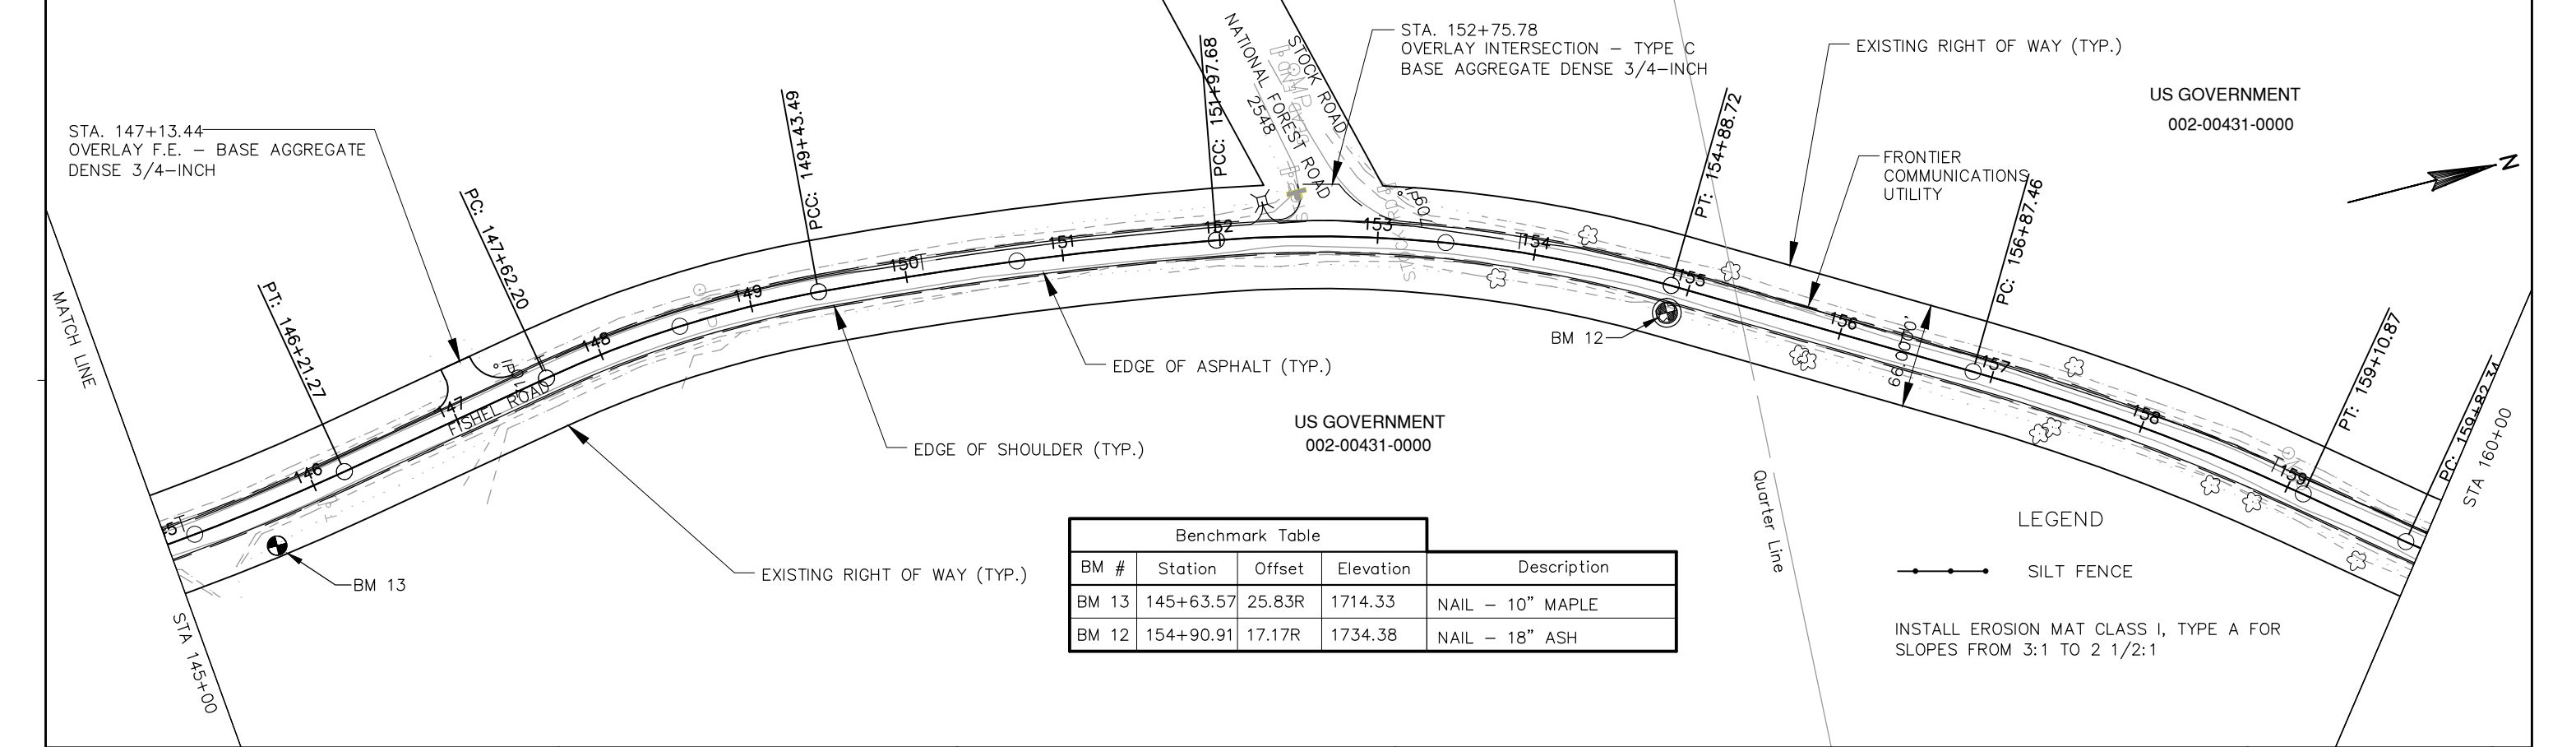 STA. 152+75.78
OVERLAY INTERSECTION – TYPE C
BASE AGGREGATE DENSE 3/4–INCH
EXISTING RIGHT OF WAY (TYP.)
US GOVERNMENT
002-00431-0000
STOCK ROAD
NATIONAL FOREST ROAD
2548
STA. 147+13.44
OVERLAY F.E. – BASE AGGREGATE
DENSE 3/4–INCH
FRONTIER
COMMUNICATIONS
UTILITY
N
PT: 146+21.27
PC: 147+62.20
PCC: 149+43.49
PCC: 151+97.68
PT: 154+88.72
PC: 156+87.46
PT: 159+10.87
PC: 159+82.34
146
147
148
149
150
151
152
153
154
155
156
157
158
159
FISHEL ROAD
66.0000'
MATCH LINE
STA 145+00
STA 160+00
BM 12
EDGE OF ASPHALT (TYP.)
EDGE OF SHOULDER (TYP.)
US GOVERNMENT
002-00431-0000
EXISTING RIGHT OF WAY (TYP.)
BM 13
Quarter Line
Benchmark Table
BM # Station Offset Elevation Description
BM 13 145+63.57 25.83R 1714.33 NAIL – 10" MAPLE
BM 12 154+90.91 17.17R 1734.38 NAIL – 18" ASH
LEGEND
SILT FENCE
INSTALL EROSION MAT CLASS I, TYPE A FOR
SLOPES FROM 3:1 TO 2 1/2:1